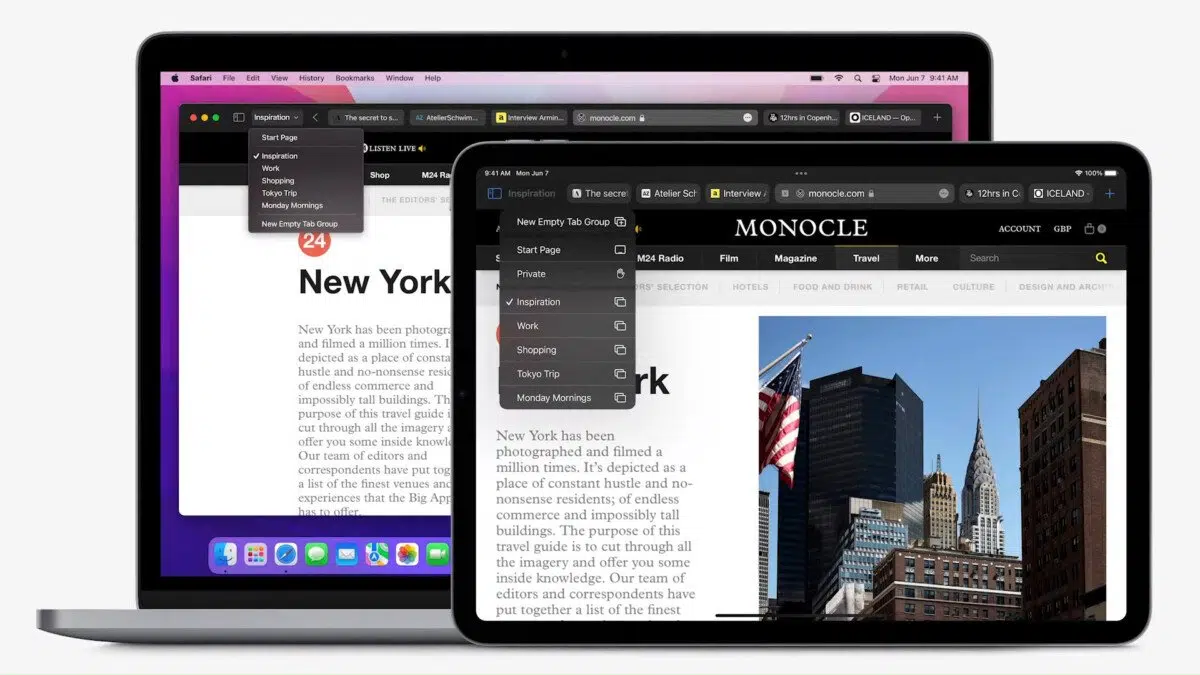 Safari File Edit View History Bookmarks Window Help
Mon Jun 7 9:41 AM
Inspiration
The secret to s...
AtelierSchwim...
Interview Armin...
monocle.com
12hrs in Copenh...
ICELAND — Op...
Start Page
Inspiration
Work
Shopping
Tokyo Trip
Monday Mornings
New Empty Tab Group
LISTEN LIVE
Shop
M24 Ra
THE EDITORS' SE
24
New York
New York has been photogra
and filmed a million times. I
depicted as a place of consta
hustle and no-nonsense resid
of endless commerce and
impossibly tall buildings. Th
purpose of this travel guide i
cut through all the imagery a
offer you some inside knowle
Our team of editors and
correspondents have put tog
a list of the finest venues and
experiences that the Big App
has to offer.
9:41 AM Mon Jun 7
100%
Inspiration
The secret
Atelier Sch
Interview A
monocle.com
12hrs in C
ICELAND
New Empty Tab Group
Start Page
Private
Inspiration
Work
Shopping
Tokyo Trip
Monday Mornings
MONOCLE
ACCOUNT GBP 0
M24 Radio Film Magazine Travel More Search
ORS' SELECTION HOTELS FOOD AND DRINK RETAIL CULTURE DESIGN AND ARCHIT
rk
New York has been
photographed and filmed a
million times. It's depicted as a
place of constant hustle and no-
nonsense residents; of endless
commerce and impossibly tall
buildings. The purpose of this
travel guide is to cut through all
the imagery and offer you some
inside knowledge. Our team of
editors and correspondents have
put together a list of the finest